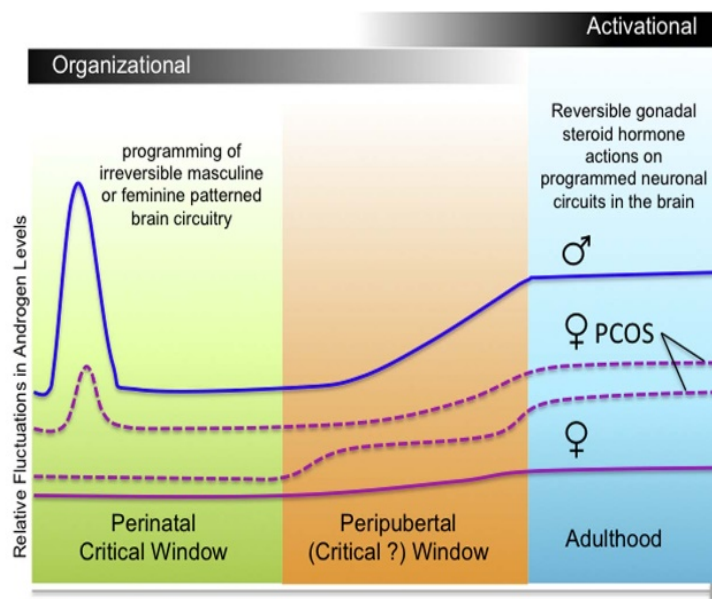 Activational
Organizational
programming of
irreversible masculine
or feminine patterned
brain circuitry
Reversible gonadal
steroid hormone
actions on
programmed neuronal
circuits in the brain
Relative Fluctuations in Androgen Levels
♂
♀ PCOS
♀
Perinatal
Critical Window
Peripubertal
(Critical ?) Window
Adulthood